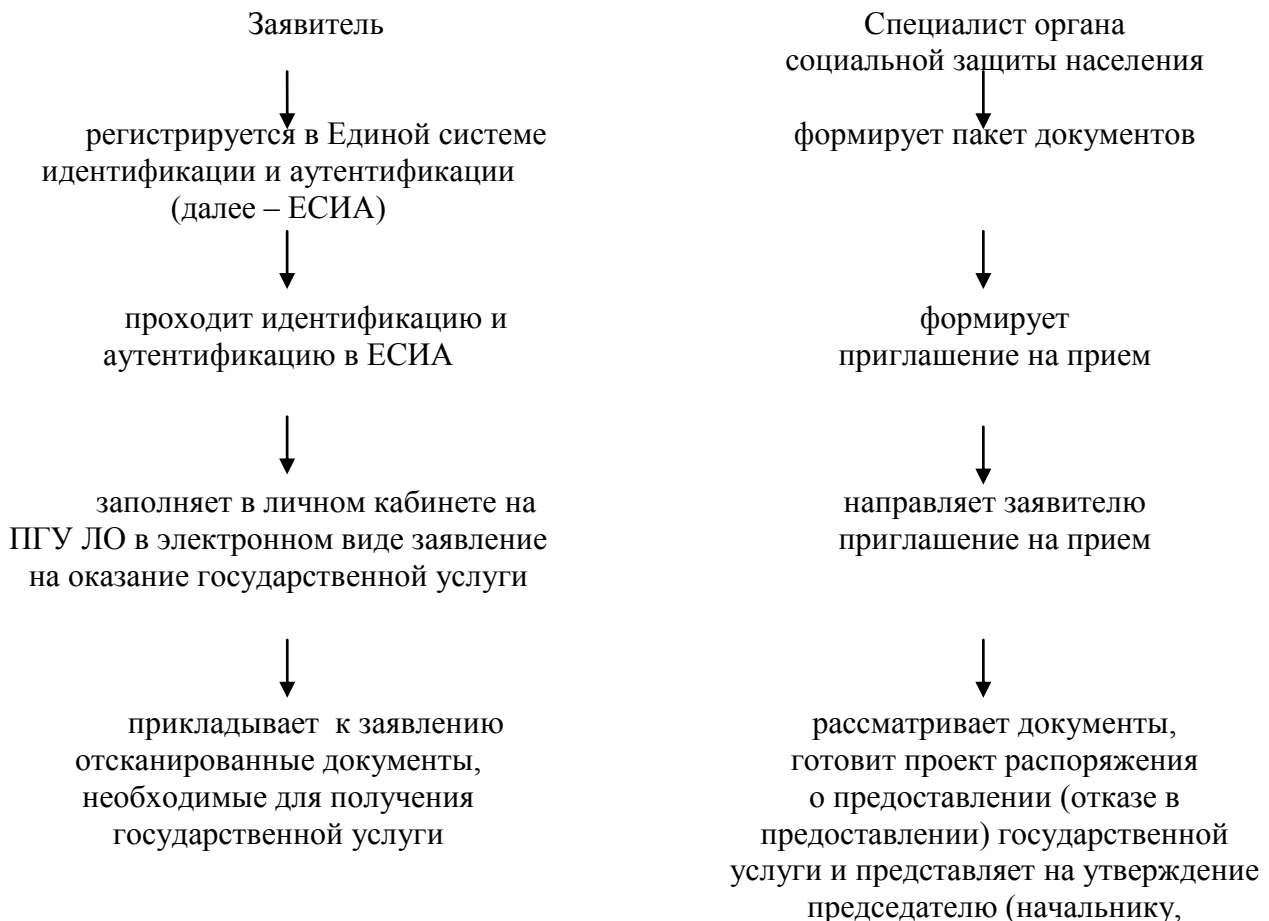 Заявитель
регистрируется в Единой системе
идентификации и аутентификации
(далее – ЕСИА)
проходит идентификацию и
аутентификацию в ЕСИА
заполняет в личном кабинете на
ПГУ ЛО в электронном виде заявление
на оказание государственной услуги
прикладывает к заявлению
отсканированные документы,
необходимые для получения
государственной услуги
Специалист органа
социальной защиты населения
формирует пакет документов
формирует
приглашение на прием
направляет заявителю
приглашение на прием
рассматривает документы,
готовит проект распоряжения
о предоставлении (отказе в
предоставлении) государственной
услуги и представляет на утверждение
председателю (начальнику,